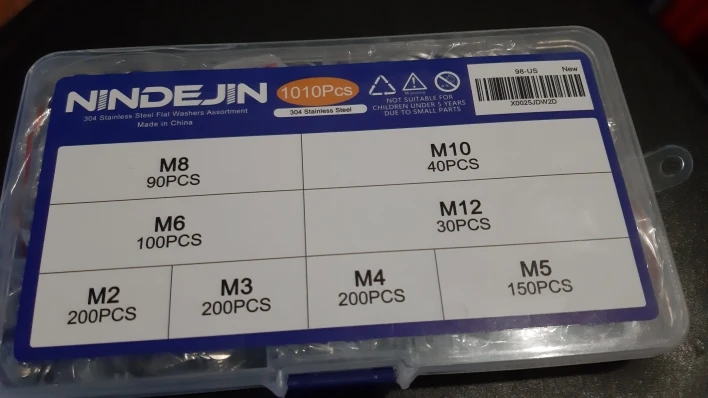 NINDEJIN
1010Pcs
304 Stainless Steel Flat Washers Assortment
304 Stainless Steel
Made in China
NOT SUITABLE FOR
CHILDREN UNDER 5 YEARS
DUE TO SMALL PARTS
98-US New
X0025JDW2D
M8
90PCS
M10
40PCS
M6
100PCS
M12
30PCS
M2
200PCS
M3
200PCS
M4
200PCS
M5
150PCS